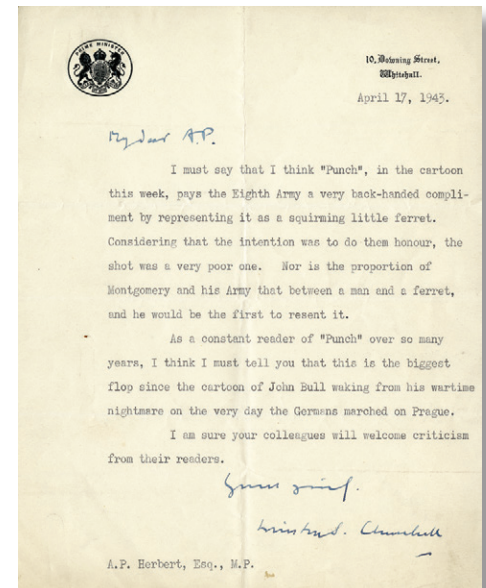 PRIME MINISTER
10, Downing Street,
Whitehall.
April 17, 1943.
My dear A.P.
I must say that I think "Punch", in the cartoon
this week, pays the Eighth Army a very back-handed compli-
ment by representing it as a squirming little ferret.
Considering that the intention was to do them honour, the
shot was a very poor one. Nor is the proportion of
Montgomery and his Army that between a man and a ferret,
and he would be the first to resent it.
As a constant reader of "Punch" over so many
years, I think I must tell you that this is the biggest
flop since the cartoon of John Bull waking from his wartime
nightmare on the very day the Germans marched on Prague.
I am sure your colleagues will welcome criticism
from their readers.
Winston S. Churchill
A.P. Herbert, Esq., M.P.